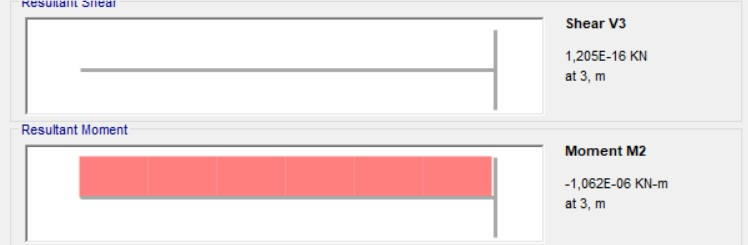 Resultant Shear
Shear V3
1,205E-16 KN
at 3, m
Resultant Moment
Moment M2
-1,062E-06 KN-m
at 3, m